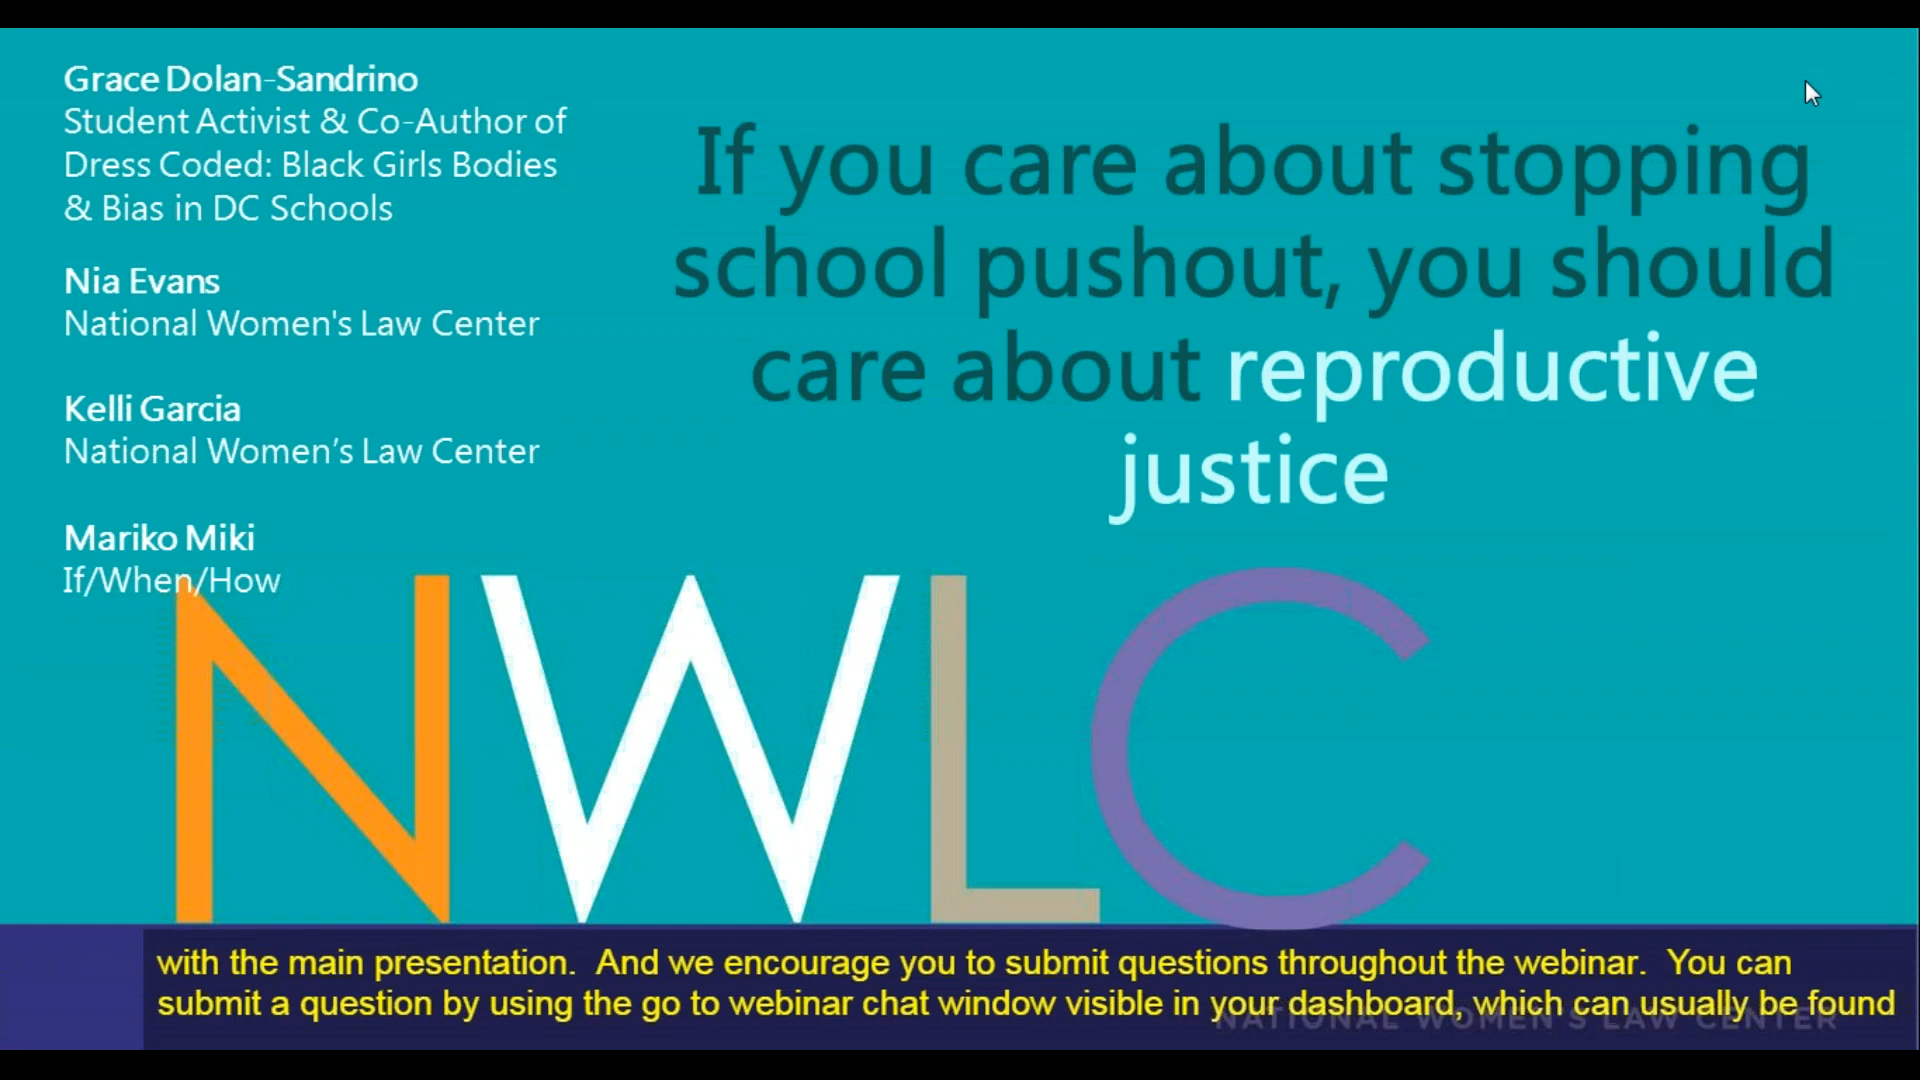 Grace Dolan-Sandrino
Student Activist & Co-Author of
Dress Coded: Black Girls Bodies
& Bias in DC Schools
Nia Evans
National Women's Law Center
Kelli Garcia
National Women’s Law Center
Mariko Miki
If/When/How
If you care about stopping
school pushout, you should
care about reproductive
justice
NWLC
with the main presentation.  And we encourage you to submit questions throughout the webinar.  You can
submit a question by using the go to webinar chat window visible in your dashboard, which can usually be found
NATIONAL WOMEN'S LAW CENTER